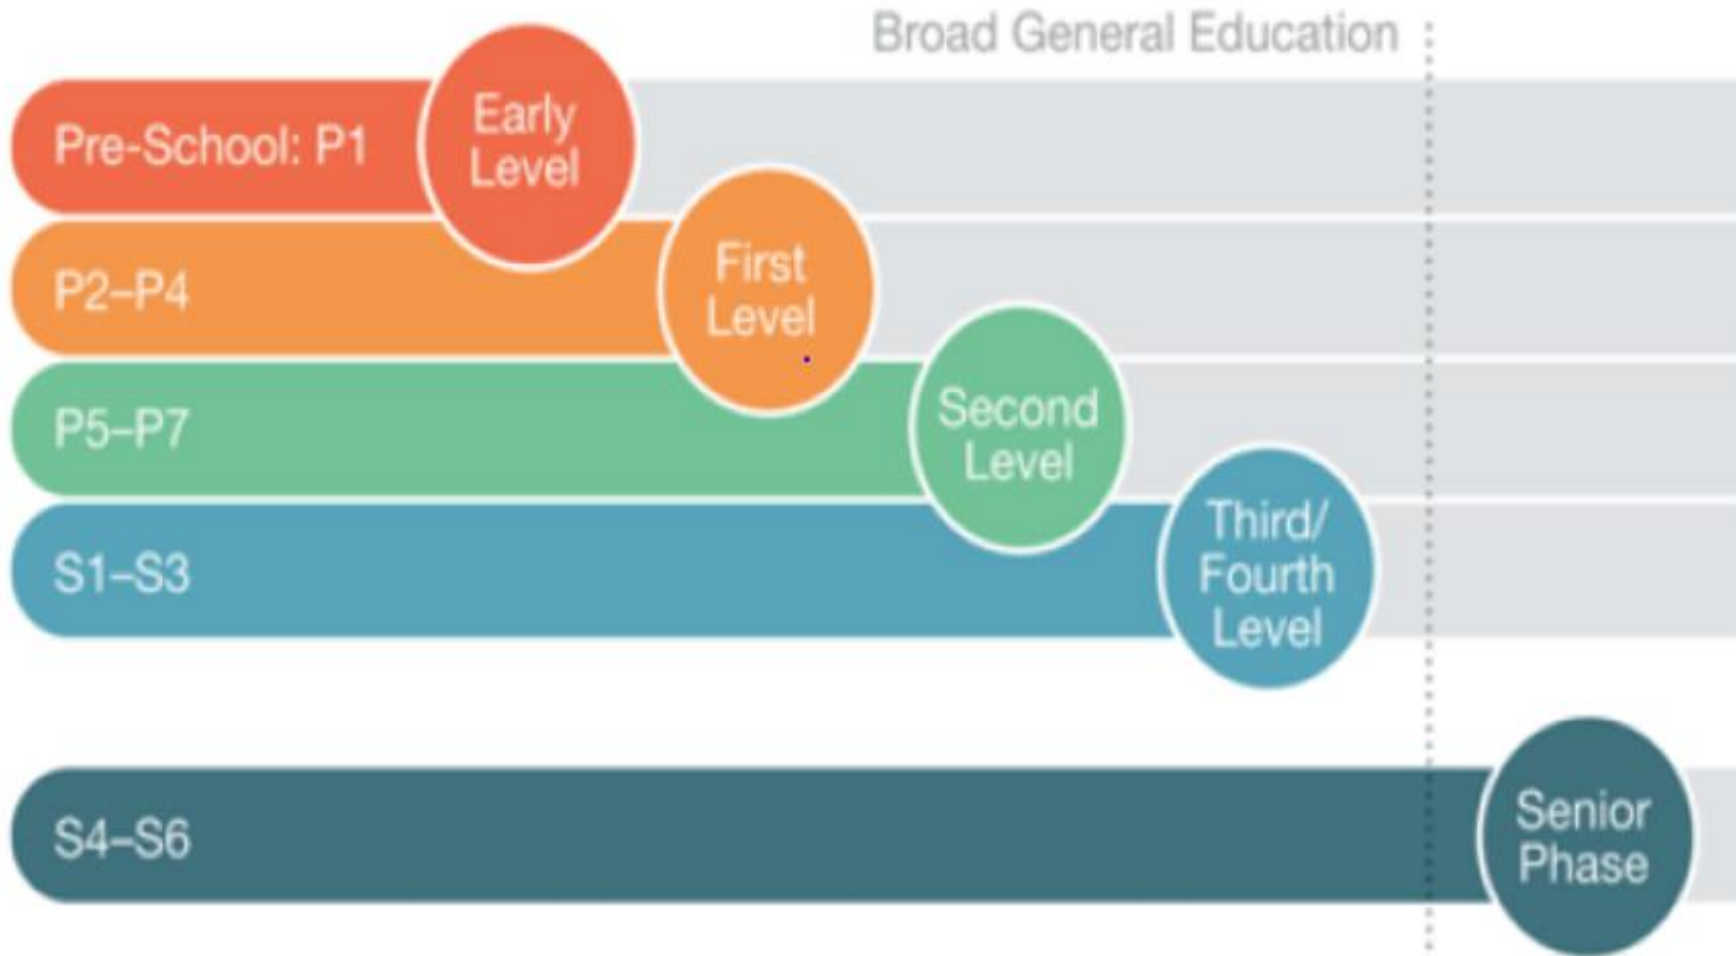 Broad General Education
Pre-School: P1
Early
Level
P2–P4
First
Level
P5–P7
Second
Level
S1–S3
Third/
Fourth
Level
S4–S6
Senior
Phase